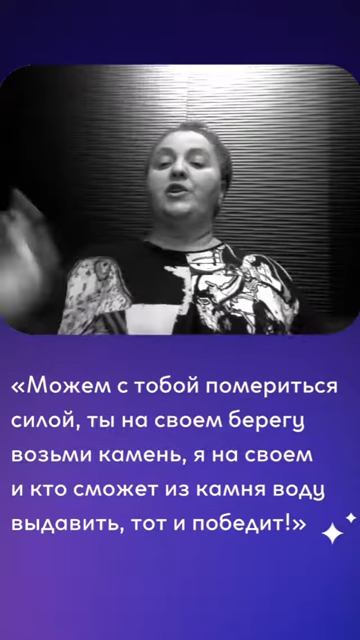 «Можем с тобой помериться
силой, ты на своем берегу
возьми камень, я на своем
и кто сможет из камня воду
выдавить, тот и победит!»